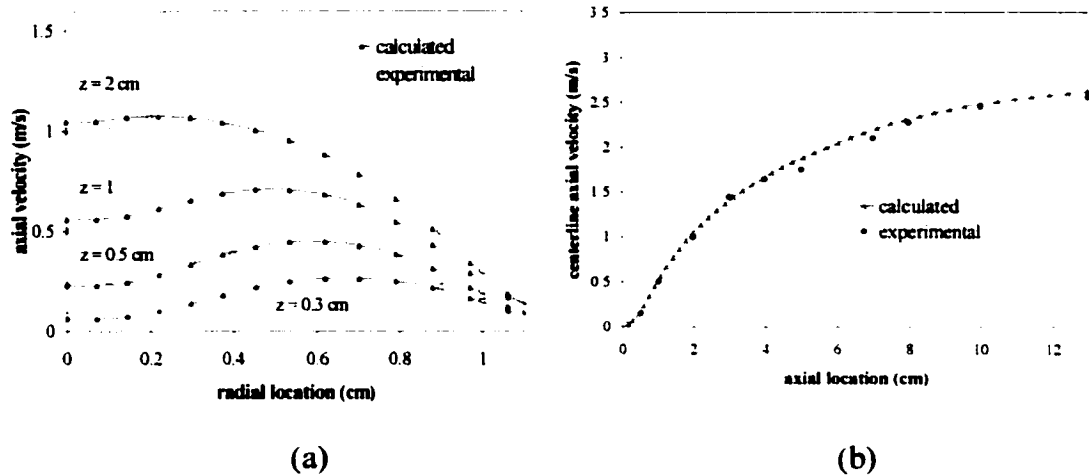 1.5
1
0.5
0
axial velocity (m/s)
calculated
experimental
z = 2 cm
z = 1
z = 0.5 cm
z = 0.3 cm
0 0.2 0.4 0.6 0.8 1
radial location (cm)
(a)
3 5
3
2.5
2
1.5
1
0 5
0
centerline axial velocity (m/s)
calculated
experimental
0 2 4 6 8 10 12
axial location (cm)
(b)